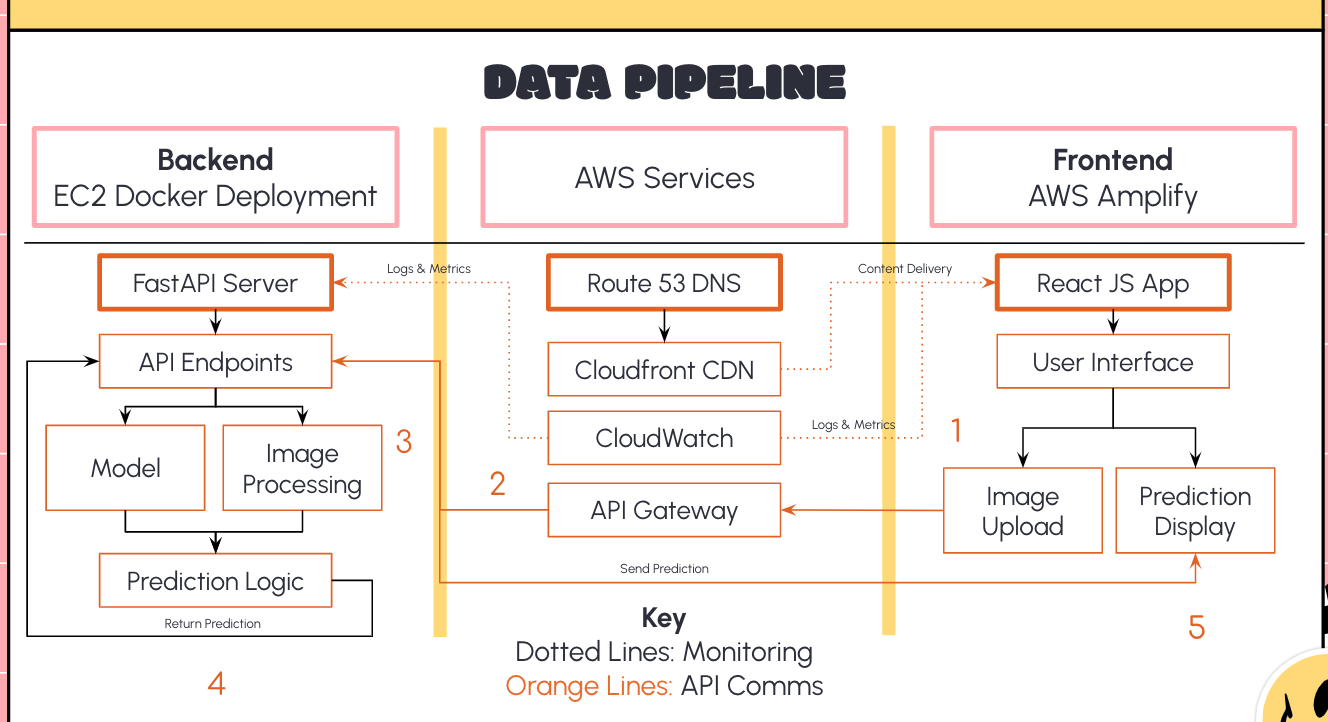 DATA PIPELINE
Backend
EC2 Docker Deployment
AWS Services
Frontend
AWS Amplify
FastAPI Server
Logs & Metrics
Route 53 DNS
Content Delivery
React JS App
API Endpoints
Cloudfront CDN
User Interface
CloudWatch
Logs & Metrics
1
3
Model
Image
Processing
2
API Gateway
Image
Upload
Prediction
Display
Send Prediction
Prediction Logic
Return Prediction
4
Key
Dotted Lines: Monitoring
Orange Lines: API Comms
5